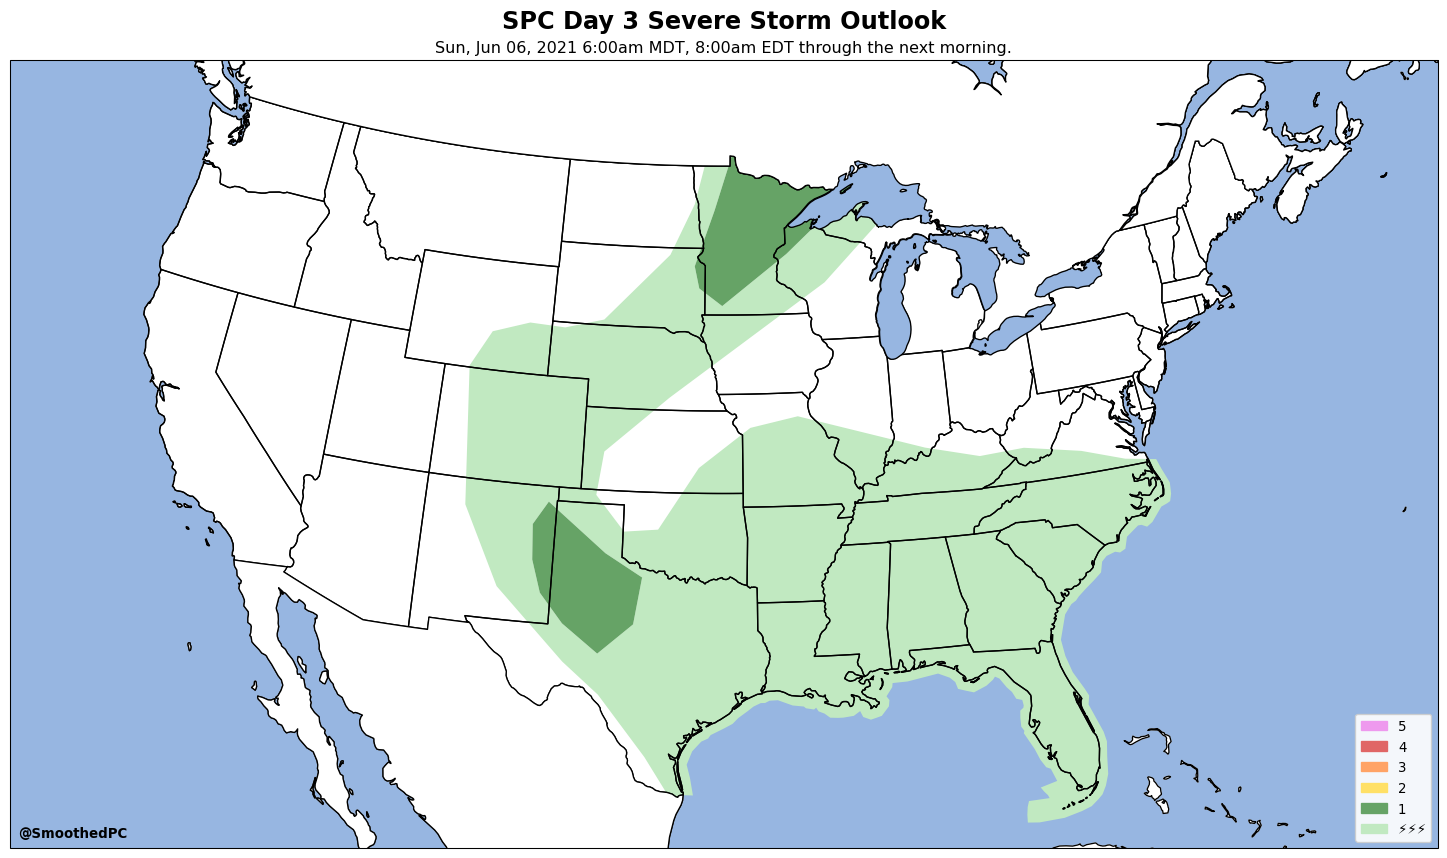 SPC Day 3 Severe Storm Outlook
Sun, Jun 06, 2021 6:00am MDT, 8:00am EDT through the next morning.
5
4
3
2
1
⚡⚡⚡
@SmoothedPC